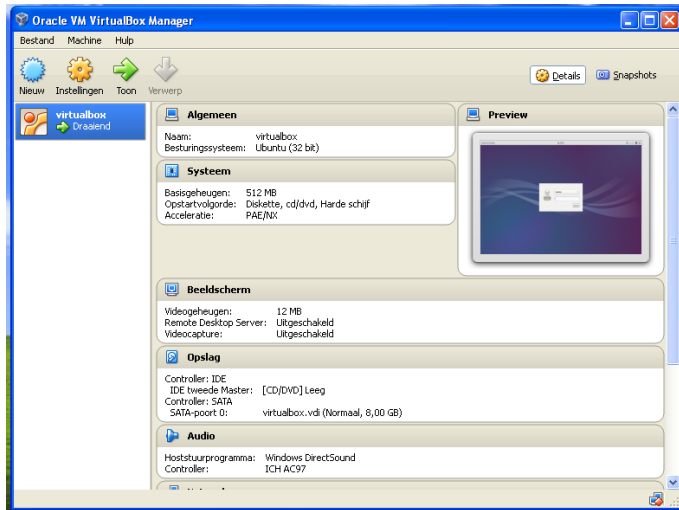 Oracle VM VirtualBox Manager
Bestand Machine Hulp
Nieuw Instellingen Toon Verwerp
Details Snapshots
virtualbox
Draaiend
Algemeen
Naam: virtualbox
Besturingssysteem: Ubuntu (32 bit)
Preview
Systeem
Basisgeheugen: 512 MB
Opstartvolgorde: Diskette, cd/dvd, Harde schijf
Acceleratie: PAE/NX
Beeldscherm
Videogeheugen: 12 MB
Remote Desktop Server: Uitgeschakeld
Videocapture: Uitgeschakeld
Opslag
Controller: IDE
IDE tweede Master: [CD/DVD] Leeg
Controller: SATA
SATA-poort 0: virtualbox.vdi (Normaal, 8,00 GB)
Audio
Hoststuurprogramma: Windows DirectSound
Controller: ICH AC97